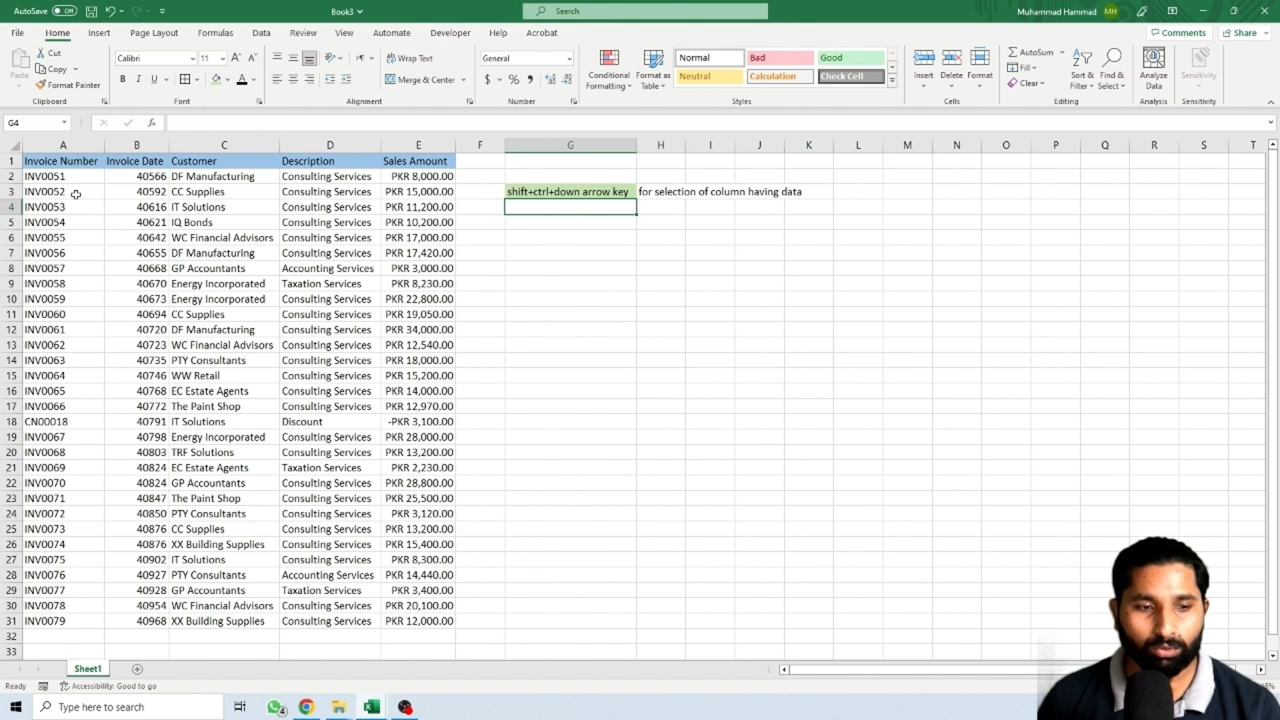 AutoSave Off Book3 Search Muhammad Hammad MH
File Home Insert Page Layout Formulas Data Review View Automate Developer Help Acrobat Comments Share
Cut Calibri 11 Wrap Text General Normal Bad Good AutoSum
Copy Fill
Paste Format Painter Merge & Center Conditional Formatting Format as Table Neutral Calculation Check Cell Insert Delete Format Clear Sort & Filter Find & Select Analyze Data Sensitivity
Clipboard Font Alignment Number Styles Cells Editing Analysis Sensitivity
G4 fx
A B C D E F G H I J K L M N O P Q R S T
1 Invoice Number Invoice Date Customer Description Sales Amount
2 INV0051 40566 DF Manufacturing Consulting Services PKR 8,000.00
3 INV0052 40592 CC Supplies Consulting Services PKR 15,000.00 shift+ctrl+down arrow key for selection of column having data
4 INV0053 40616 IT Solutions Consulting Services PKR 11,200.00
5 INV0054 40621 IQ Bonds Consulting Services PKR 10,200.00
6 INV0055 40642 WC Financial Advisors Consulting Services PKR 17,000.00
7 INV0056 40655 DF Manufacturing Consulting Services PKR 17,420.00
8 INV0057 40668 GP Accountants Accounting Services PKR 3,000.00
9 INV0058 40670 Energy Incorporated Taxation Services PKR 8,230.00
10 INV0059 40673 Energy Incorporated Consulting Services PKR 22,800.00
11 INV0060 40694 CC Supplies Consulting Services PKR 19,050.00
12 INV0061 40720 DF Manufacturing Consulting Services PKR 34,000.00
13 INV0062 40723 WC Financial Advisors Consulting Services PKR 12,540.00
14 INV0063 40735 PTY Consultants Consulting Services PKR 18,000.00
15 INV0064 40746 WW Retail Consulting Services PKR 15,200.00
16 INV0065 40768 EC Estate Agents Consulting Services PKR 14,000.00
17 INV0066 40772 The Paint Shop Consulting Services PKR 12,970.00
18 CN00018 40791 IT Solutions Discount -PKR 3,100.00
19 INV0067 40798 Energy Incorporated Consulting Services PKR 28,000.00
20 INV0068 40803 TRF Solutions Consulting Services PKR 13,200.00
21 INV0069 40824 EC Estate Agents Taxation Services PKR 2,230.00
22 INV0070 40824 GP Accountants Consulting Services PKR 28,800.00
23 INV0071 40847 The Paint Shop Consulting Services PKR 25,500.00
24 INV0072 40850 PTY Consultants Consulting Services PKR 3,120.00
25 INV0073 40876 CC Supplies Consulting Services PKR 13,200.00
26 INV0074 40876 XX Building Supplies Consulting Services PKR 15,400.00
27 INV0075 40902 IT Solutions Consulting Services PKR 8,300.00
28 INV0076 40927 PTY Consultants Accounting Services PKR 14,440.00
29 INV0077 40928 GP Accountants Taxation Services PKR 3,400.00
30 INV0078 40954 WC Financial Advisors Consulting Services PKR 20,100.00
31 INV0079 40968 XX Building Supplies Consulting Services PKR 12,000.00
32
33
Sheet1
Ready Accessibility: Good to go
Type here to search 4